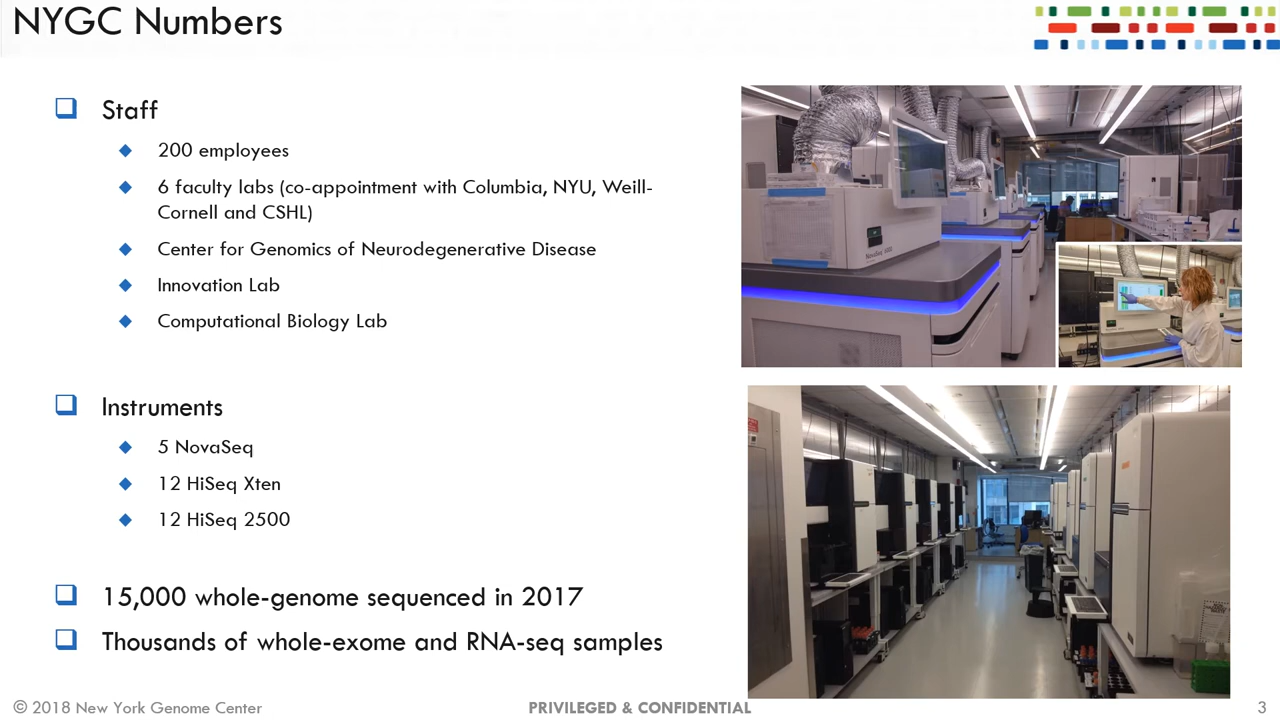 NYGC Numbers
Staff
200 employees
6 faculty labs (co-appointment with Columbia, NYU, Weill-
Cornell and CSHL)
Center for Genomics of Neurodegenerative Disease
Innovation Lab
Computational Biology Lab
Instruments
5 NovaSeq
12 HiSeq Xten
12 HiSeq 2500
15,000 whole-genome sequenced in 2017
Thousands of whole-exome and RNA-seq samples
© 2018 New York Genome Center
PRIVILEGED & CONFIDENTIAL
3